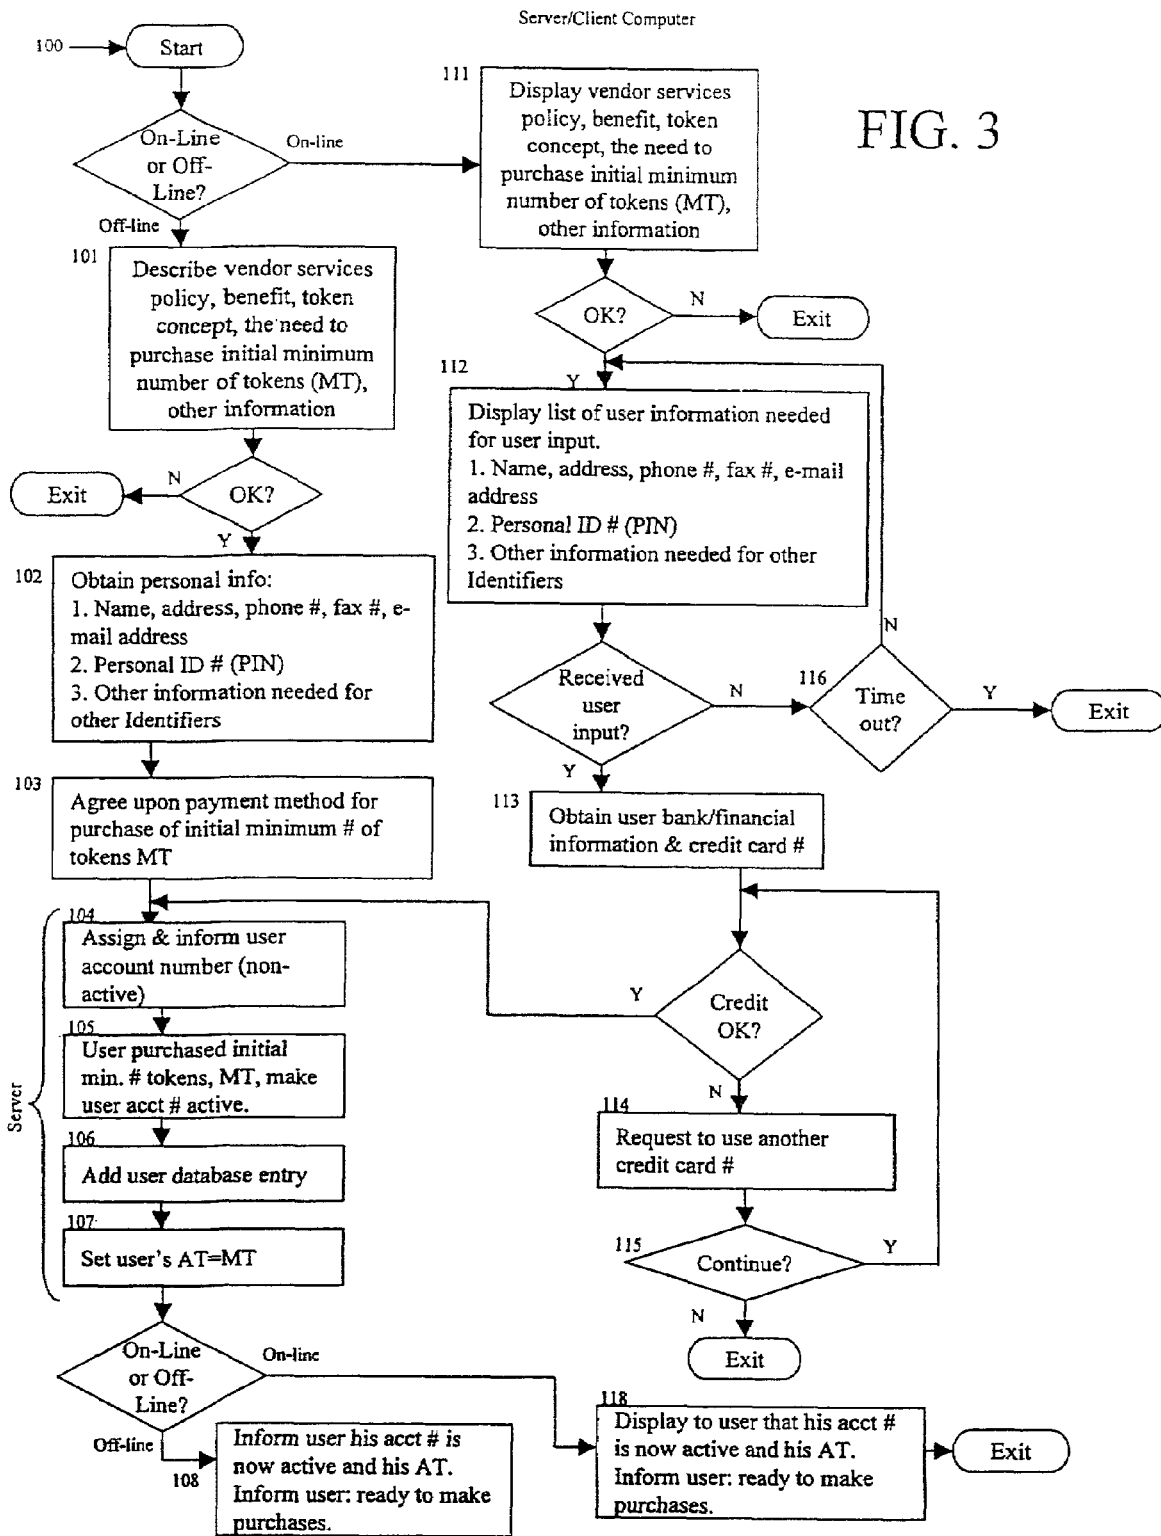 Server/Client Computer
FIG. 3
100
Start
On-Line
or Off-
Line?
On-line
Off-line
111
Display vendor services
policy, benefit, token
concept, the need to
purchase initial minimum
number of tokens (MT),
other information
OK?
N
Exit
Y
101
Describe vendor services
policy, benefit, token
concept, the need to
purchase initial minimum
number of tokens (MT),
other information
OK?
N
Exit
Y
112
Display list of user information needed
for user input.
1. Name, address, phone #, fax #, e-mail
address
2. Personal ID # (PIN)
3. Other information needed for other
Identifiers
102
Obtain personal info:
1. Name, address, phone #, fax #, e-
mail address
2. Personal ID # (PIN)
3. Other information needed for
other Identifiers
Received
user
input?
N
Y
116
Time
out?
N
Y
Exit
103
Agree upon payment method for
purchase of initial minimum # of
tokens MT
113
Obtain user bank/financial
information & credit card #
Server
104
Assign & inform user
account number (non-
active)
Credit
OK?
Y
N
105
User purchased initial
min. # tokens, MT, make
user acct # active.
114
Request to use another
credit card #
106
Add user database entry
107
Set user's AT=MT
115
Continue?
Y
N
Exit
On-Line
or Off-
Line?
On-line
Off-line
108
Inform user his acct # is
now active and his AT.
Inform user: ready to make
purchases.
118
Display to user that his acct #
is now active and his AT.
Inform user: ready to make
purchases.
Exit